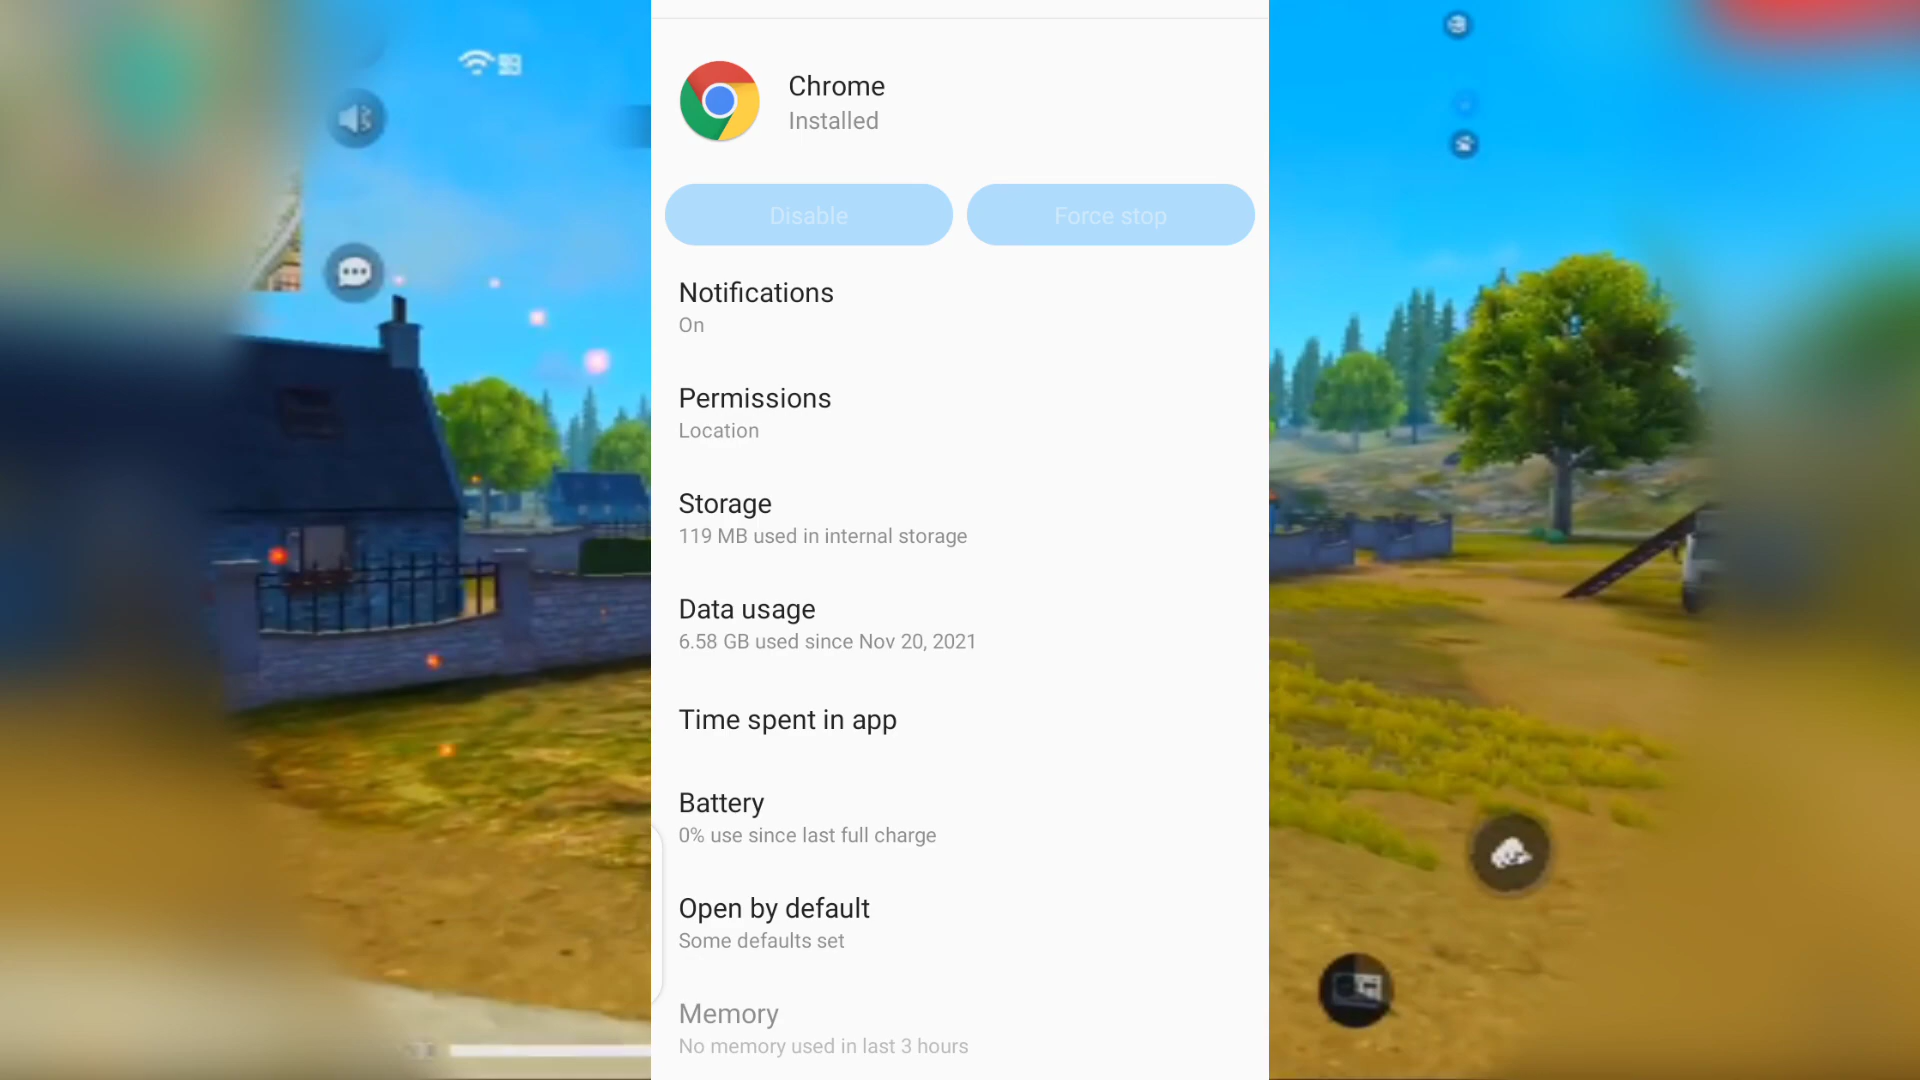 Chrome
Installed
Disable
Force stop
Notifications
On
Permissions
Location
Storage
119 MB used in internal storage
Data usage
6.58 GB used since Nov 20, 2021
Time spent in app
Battery
0% use since last full charge
Open by default
Some defaults set
Memory
No memory used in last 3 hours